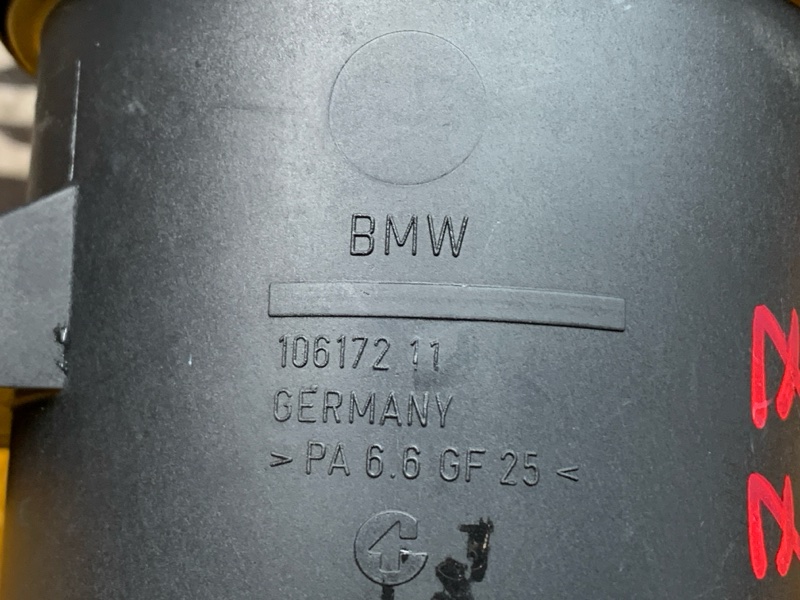 BMW
106172 11
GERMANY
> PA 6.6 GF 25 <